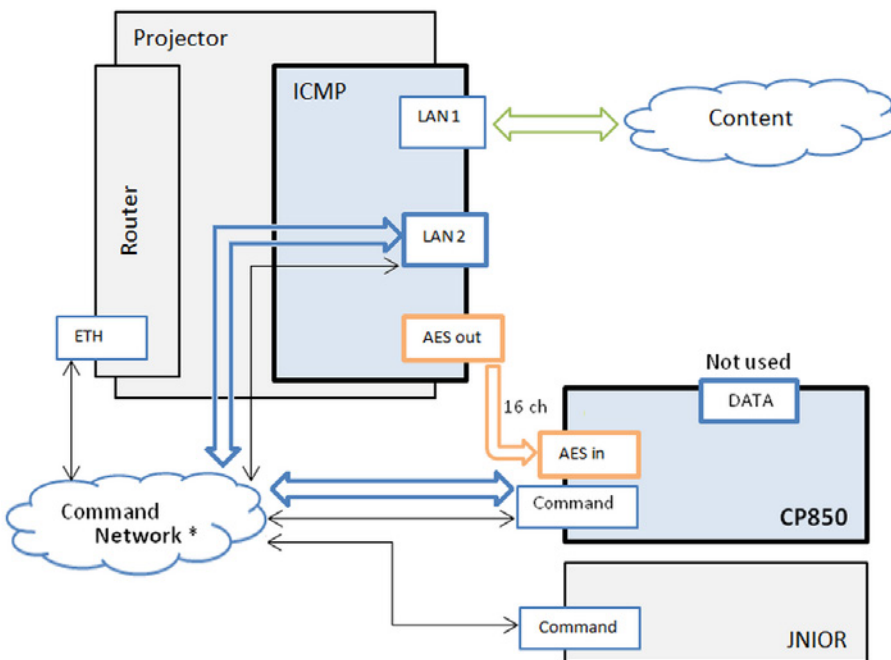 Projector
ICMP
LAN 1
Content
Router
LAN 2
ETH
AES out
Not used
DATA
16 ch
AES in
Command
Network *
Command
CP850
Command
JNIOR